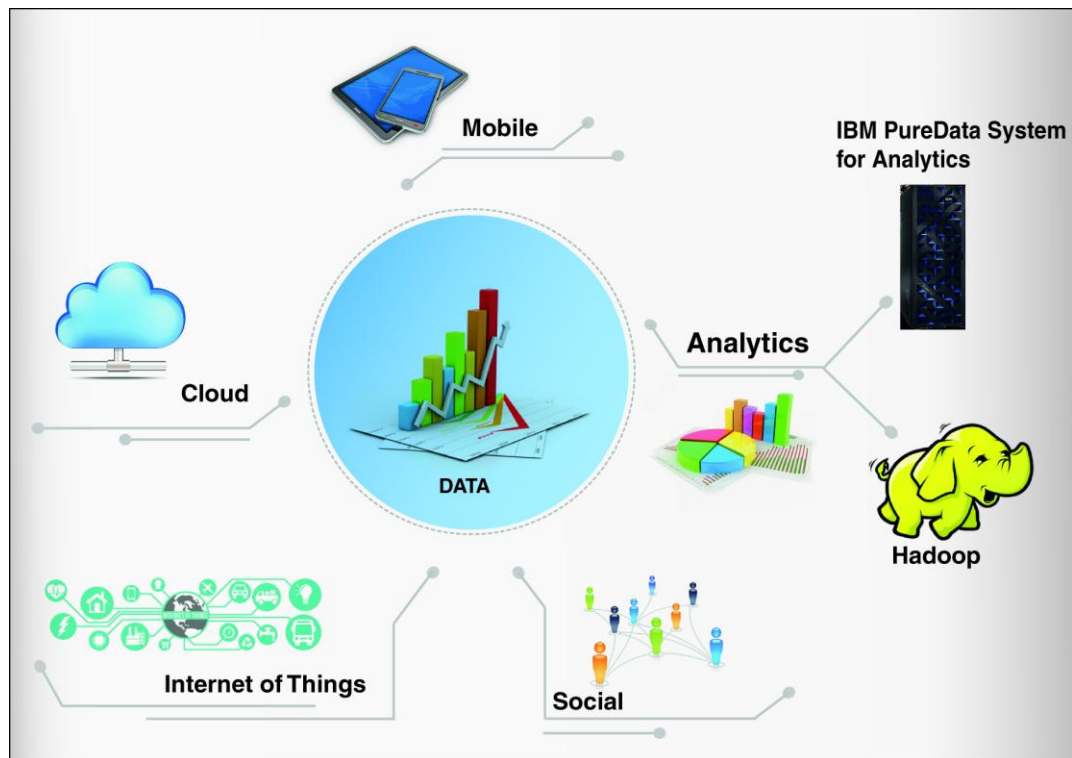 Mobile
IBM PureData System
for Analytics
Analytics
Cloud
DATA
Hadoop
Internet of Things
Social